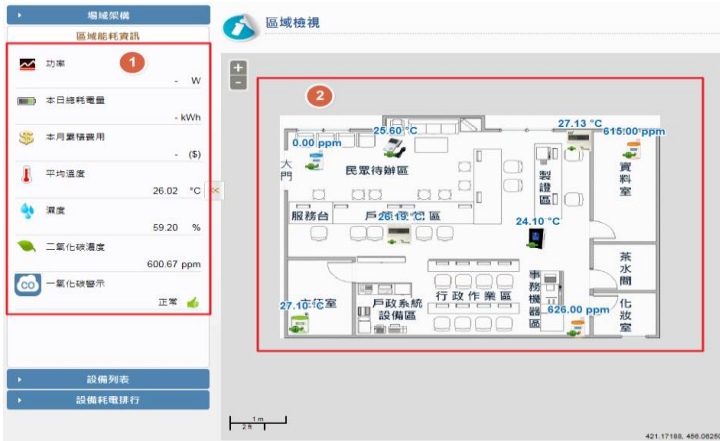 場域架構
區域能耗資訊
1
功率
- W
本日總耗電量
- kWh
本月累積費用
- ($)
平均溫度
26.02 °C
濕度
59.20 %
二氧化碳濃度
600.67 ppm
CO
一氧化碳警示
正常
設備列表
設備耗電排行
區域檢視
+
-
2
0.00 ppm
25.60 °C
27.13 °C
615.00 ppm
大門
民眾待辦區
製證區
資料室
服務台
26.19 °C
區
24.10 °C
茶水間
27.10 °C
室
戶政系統設備區
行政作業區
事務機器區
626.00 ppm
化妝室
1 m
2 ft
421.17188, 456.06250